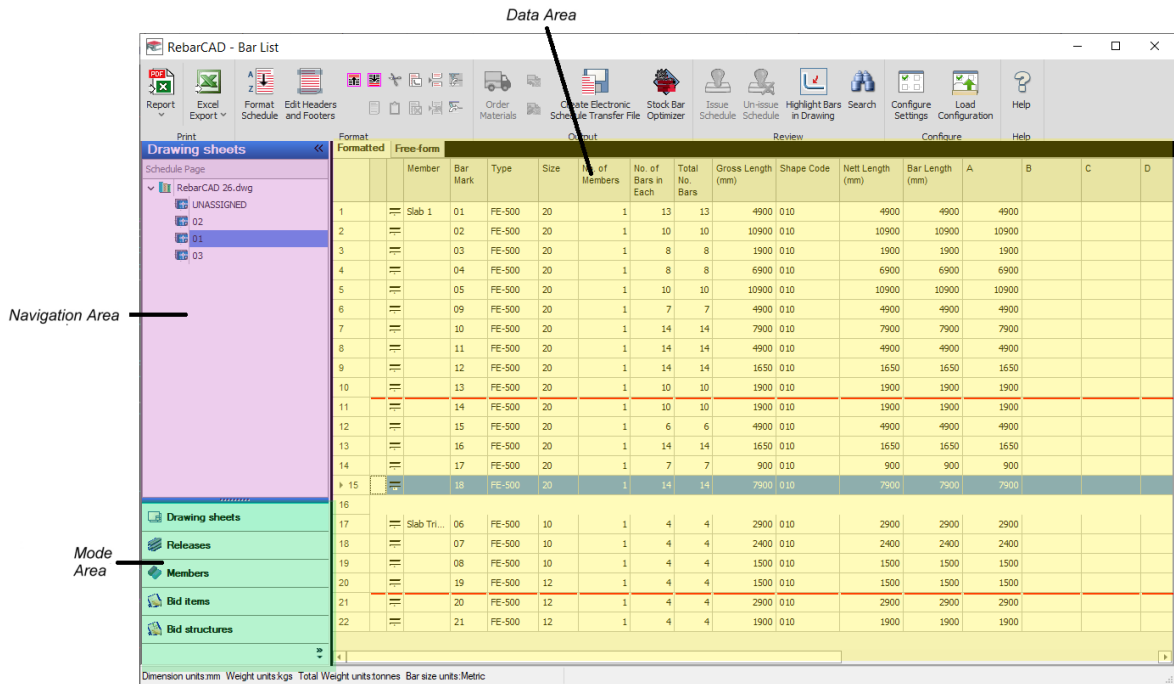 Data Area
RebarCAD - Bar List
Report Excel Export Format Schedule Edit Headers and Footers Order Materials Create Electronic Schedule Transfer File Stock Bar Optimizer Issue Schedule Un-issue Schedule Highlight Bars in Drawing Search Configure Settings Load Configuration Help
Print Format Output Review Configure Help
Drawing sheets
Schedule Page
RebarCAD 26.dwg
UNASSIGNED
02
01
03
Navigation Area
Drawing sheets
Releases
Members
Bid items
Bid structures
Mode
Area
Formatted Free-form
Member Bar Mark Type Size No. of Members No. of Bars in Each Total No. Bars Gross Length (mm) Shape Code Nett Length (mm) Bar Length (mm) A B C D
1 Slab 1 01 FE-500 20 1 13 13 4900 010 4900 4900 4900
2 02 FE-500 20 1 10 10 10900 010 10900 10900 10900
3 03 FE-500 20 1 8 8 1900 010 1900 1900 1900
4 04 FE-500 20 1 8 8 6900 010 6900 6900 6900
5 05 FE-500 20 1 10 10 10900 010 10900 10900 10900
6 09 FE-500 20 1 7 7 4900 010 4900 4900 4900
7 10 FE-500 20 1 14 14 7900 010 7900 7900 7900
8 11 FE-500 20 1 14 14 4900 010 4900 4900 4900
9 12 FE-500 20 1 14 14 1650 010 1650 1650 1650
10 13 FE-500 20 1 10 10 1900 010 1900 1900 1900
11 14 FE-500 20 1 10 10 1900 010 1900 1900 1900
12 15 FE-500 20 1 6 6 4900 010 4900 4900 4900
13 16 FE-500 20 1 14 14 1650 010 1650 1650 1650
14 17 FE-500 20 1 7 7 900 010 900 900 900
15 18 FE-500 20 1 14 14 7900 010 7900 7900 7900
16
17 Slab Tri... 06 FE-500 10 1 4 4 2900 010 2900 2900 2900
18 07 FE-500 10 1 4 4 2400 010 2400 2400 2400
19 08 FE-500 10 1 4 4 1500 010 1500 1500 1500
20 19 FE-500 12 1 4 4 1500 010 1500 1500 1500
21 20 FE-500 12 1 4 4 2900 010 2900 2900 2900
22 21 FE-500 12 1 4 4 1900 010 1900 1900 1900
Dimension units:mm Weight units:kgs Total Weight units:tonnes Bar size units:Metric